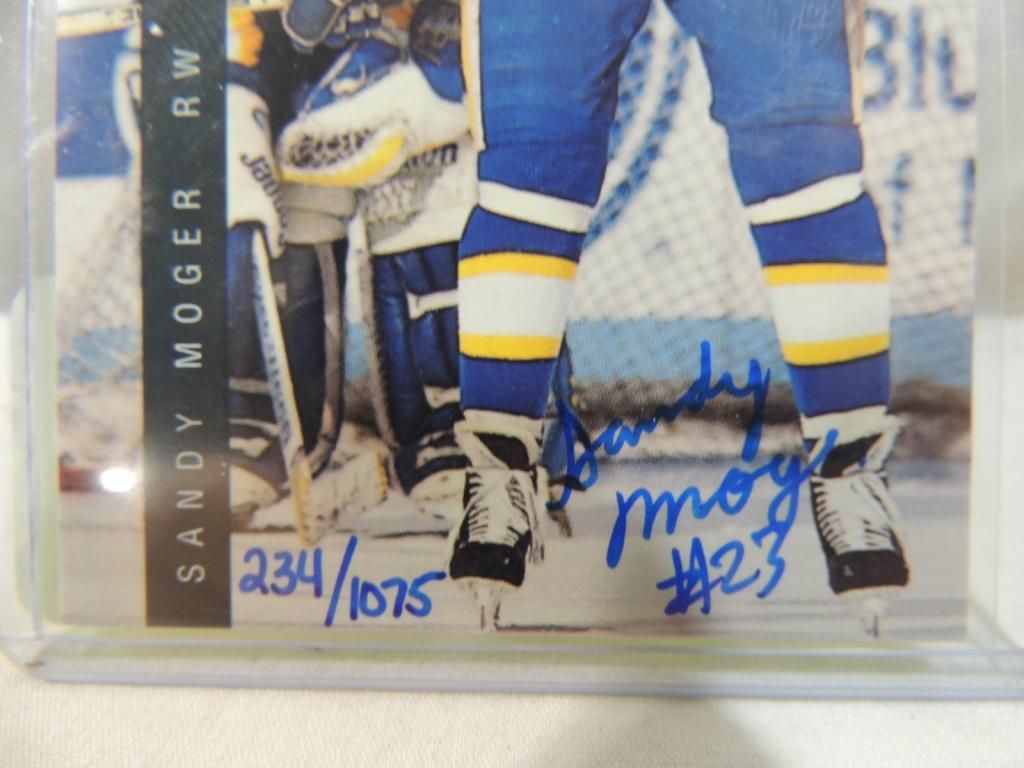 SANDY MOGER RW
234/1075
Sandy
Moger
#23